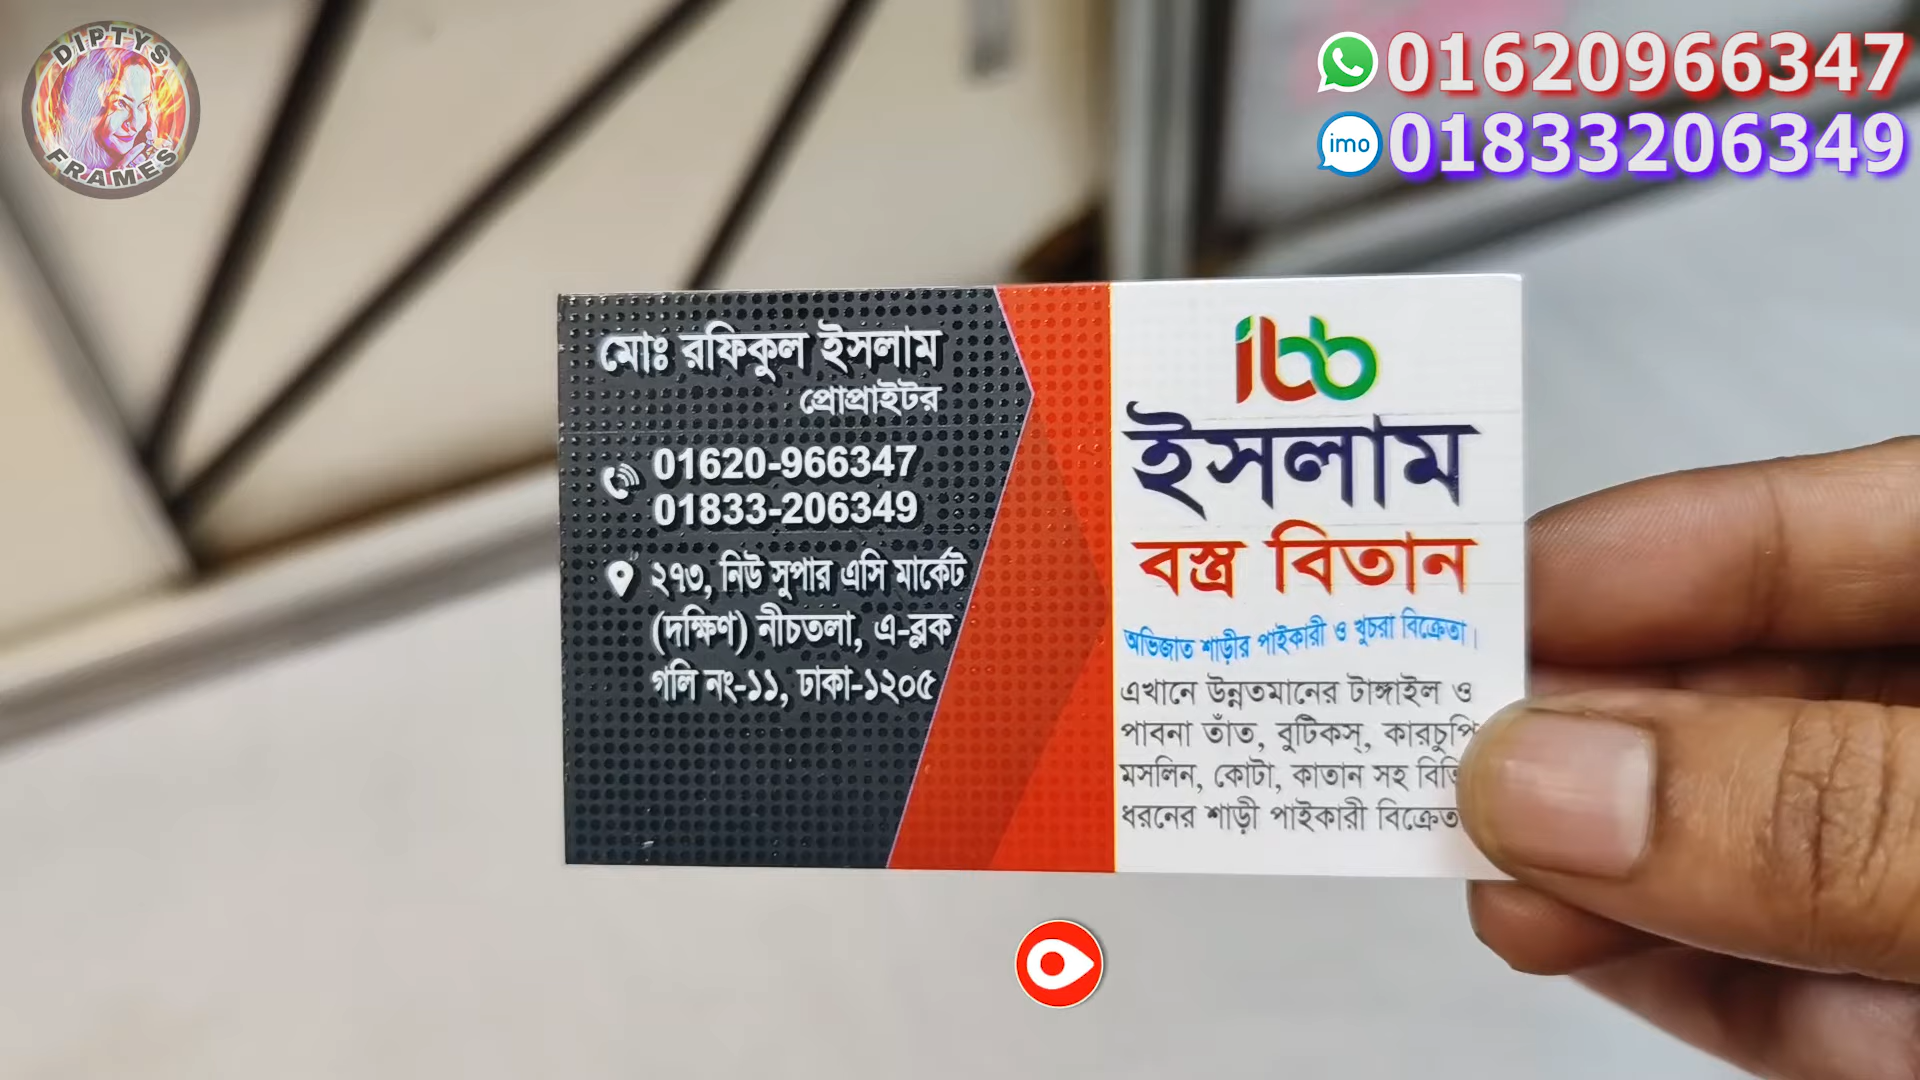 DIPTYS
FRAMES
01620966347
imo 01833206349
মোঃ রফিকুল ইসলাম
প্রোপ্রাইটর
01620-966347
01833-206349
২৭৩, নিউ সুপার এসি মার্কেট
(দক্ষিণ) নীচতলা, এ-ব্লক
গলি নং-১১, ঢাকা-১২০৫
ibb
ইসলাম
বস্ত্র বিতান
অভিজাত শাড়ীর পাইকারী ও খুচরা বিক্রেতা।
এখানে উন্নতমানের টাঙ্গাইল ও
পাবনা তাঁত, বুটিকস্, কারচুপি
মসলিন, কোটা, কাতান সহ
ধরনের শাড়ী পাইকারী